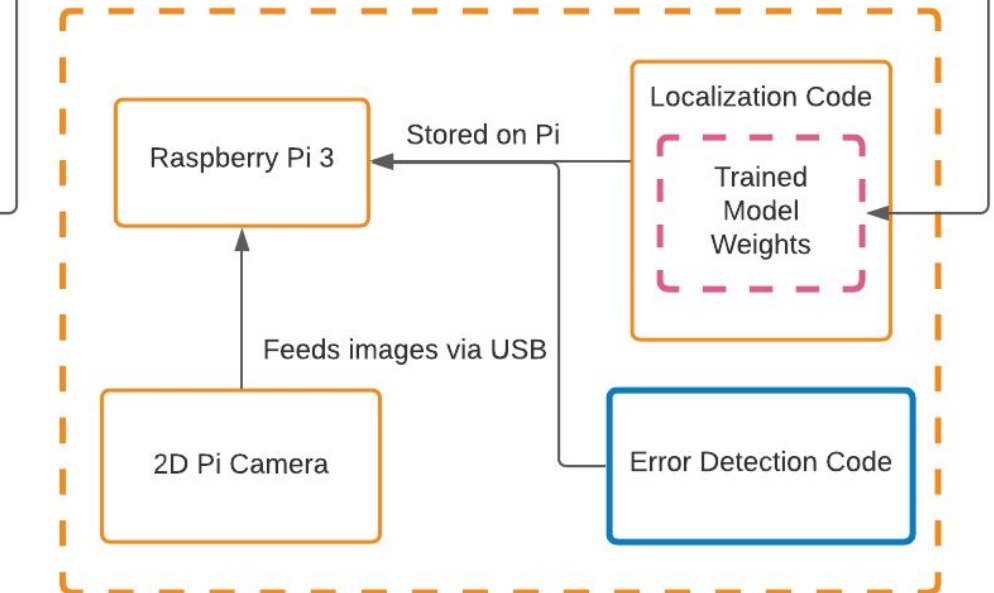 Localization Code
Stored on Pi
Raspberry Pi 3
Trained
Model
Weights
Feeds images via USB
2D Pi Camera
Error Detection Code